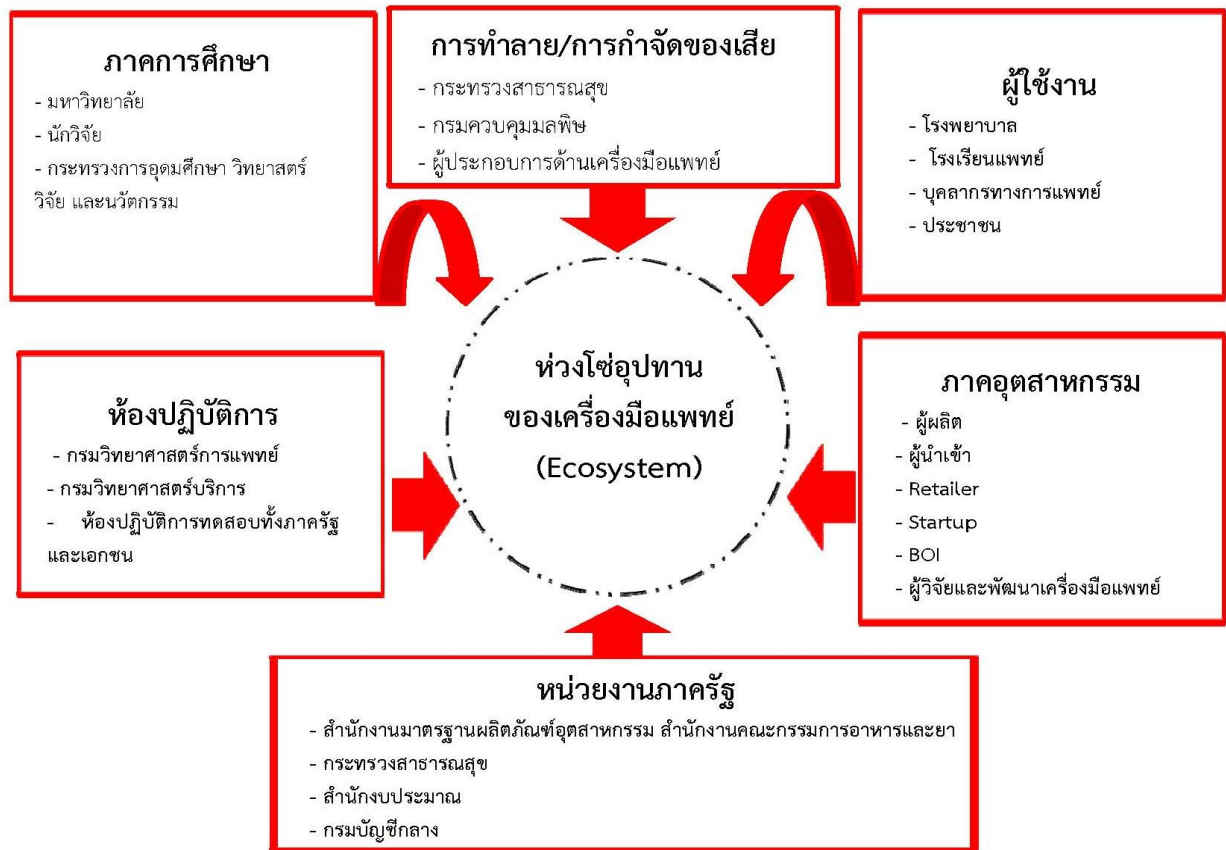 ภาคการศึกษา
- มหาวิทยาลัย
- นักวิจัย
- กระทรวงการอุดมศึกษา วิทยาสตร์
วิจัย และนวัตกรรม
การทำลาย/การกำจัดของเสีย
- กระทรวงสาธารณสุข
- กรมควบคุมมลพิษ
- ผู้ประกอบการด้านเครื่องมือแพทย์
ผู้ใช้งาน
- โรงพยาบาล
- โรงเรียนแพทย์
- บุคลากรทางการแพทย์
- ประชาชน
ห้องปฏิบัติการ
- กรมวิทยาศาสตร์การแพทย์
- กรมวิทยาศาสตร์บริการ
- ห้องปฏิบัติการทดสอบทั้งภาครัฐ
และเอกชน
ห่วงโซ่อุปทาน
ของเครื่องมือแพทย์
(Ecosystem)
ภาคอุตสาหกรรม
- ผู้ผลิต
- ผู้นำเข้า
- Retailer
- Startup
- BOI
- ผู้วิจัยและพัฒนาเครื่องมือแพทย์
หน่วยงานภาครัฐ
- สำนักงานมาตรฐานผลิตภัณฑ์อุตสาหกรรม สำนักงานคณะกรรมการอาหารและยา
- กระทรวงสาธารณสุข
- สำนักงบประมาณ
- กรมบัญชีกลาง